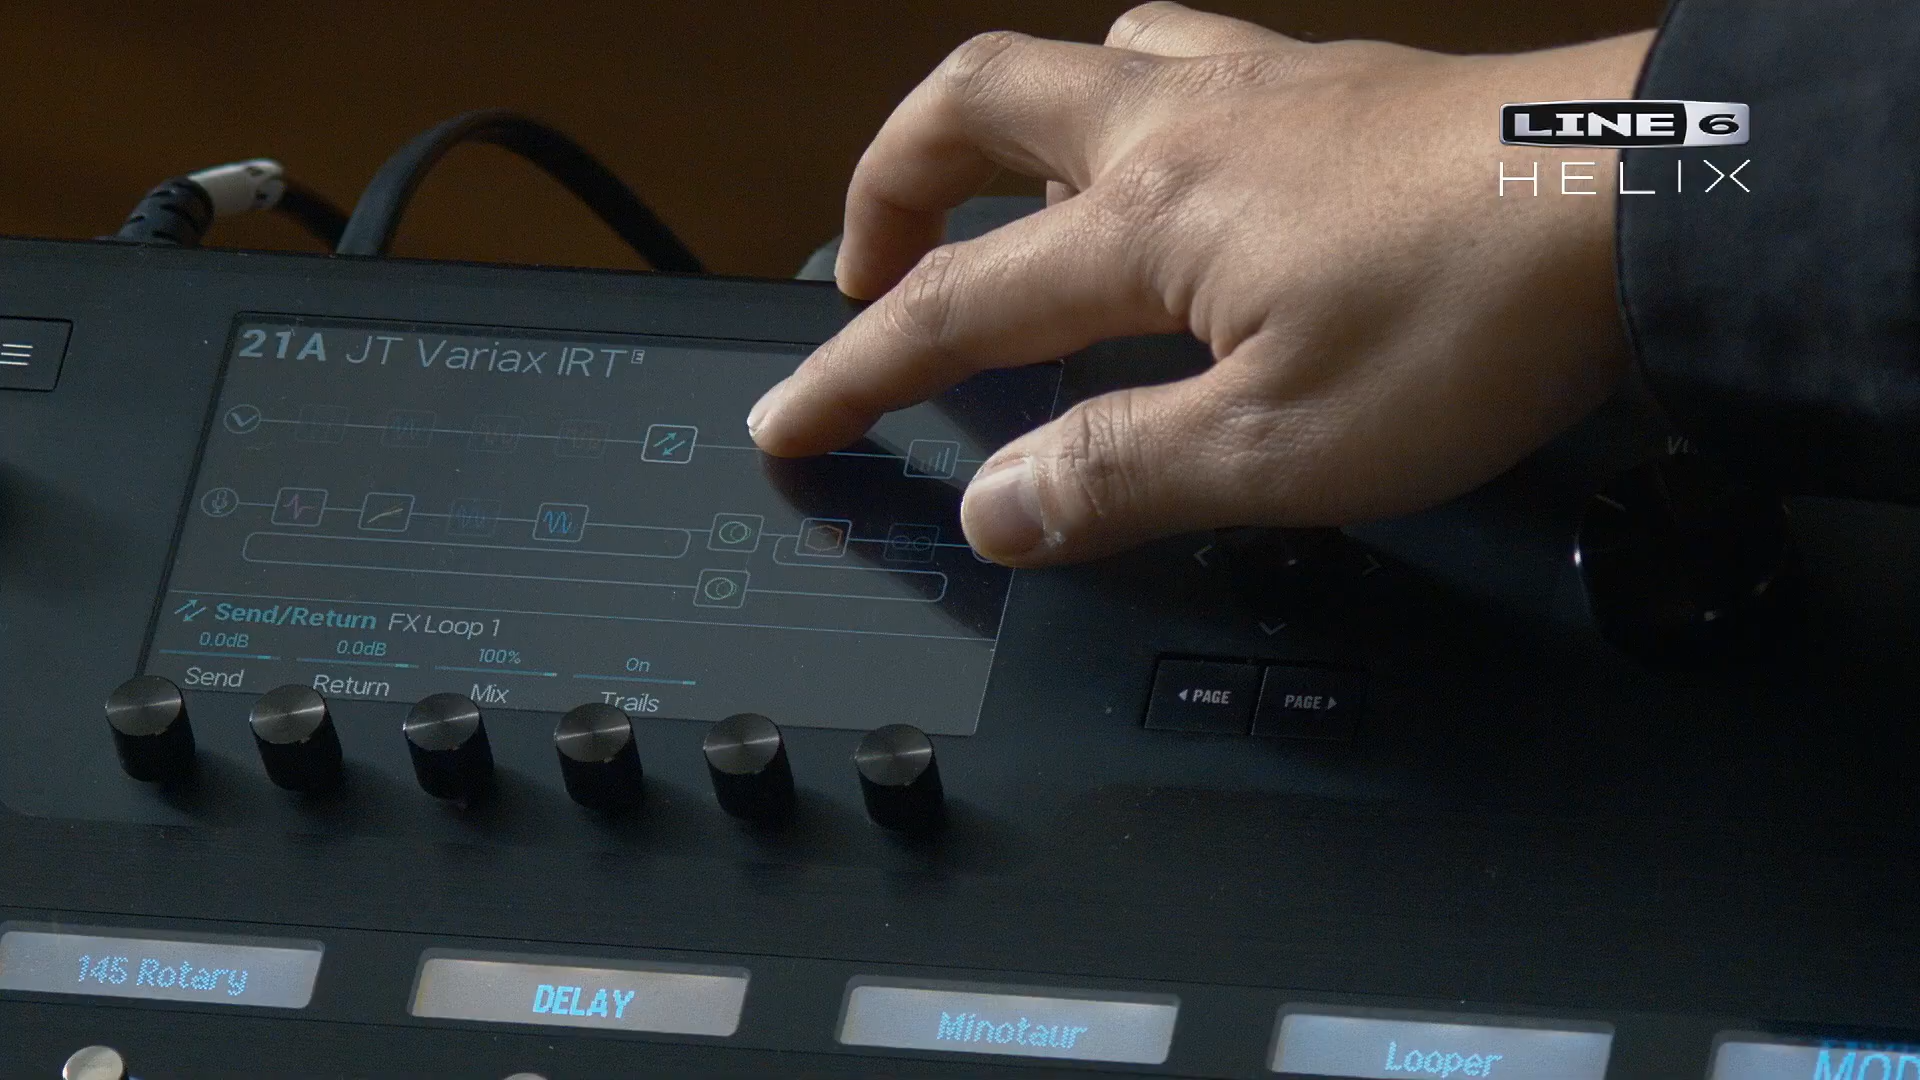 LINE 6
HELIX
21A JT Variax IRT E
Send/Return FX Loop 1
0.0dB 0.0dB 100% On
Send Return Mix Trails
◀ PAGE PAGE ▶
145 Rotary
DELAY
Minotaur
Looper